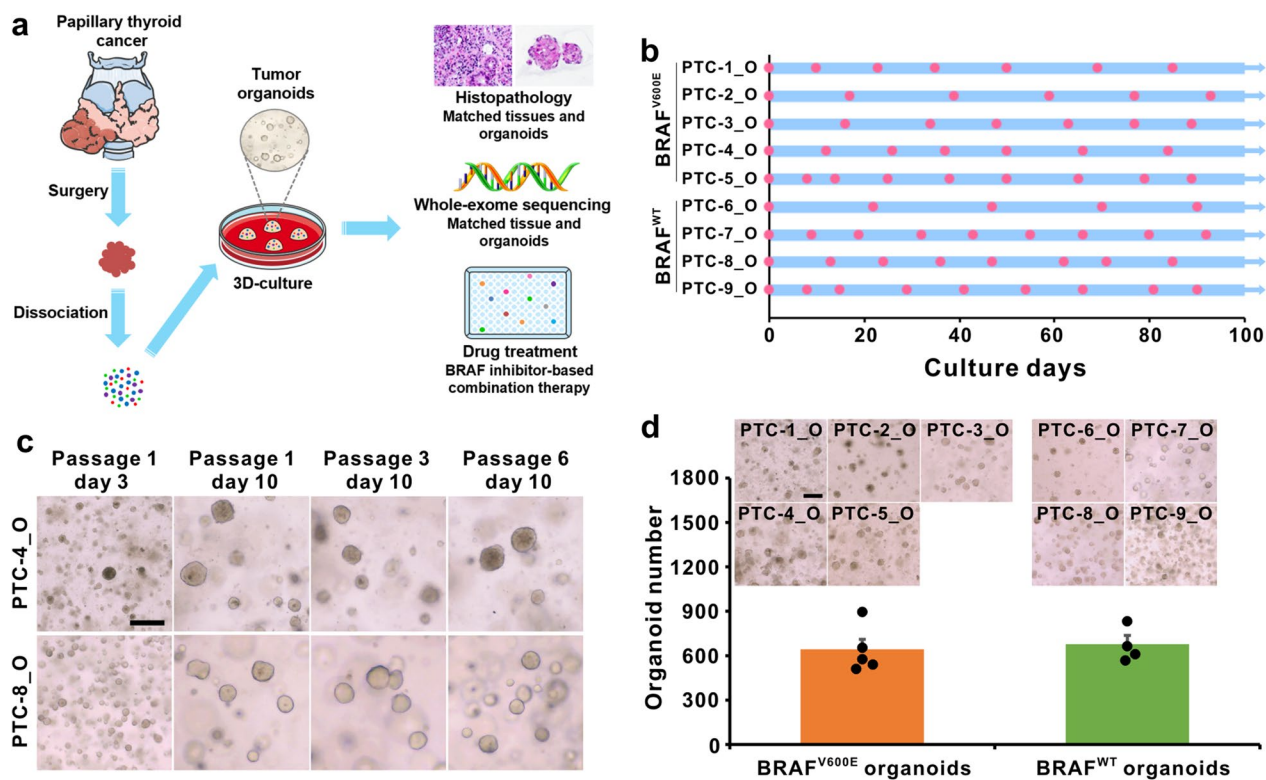 a
Papillary thyroid
cancer
Surgery
Dissociation
Tumor
organoids
3D-culture
Histopathology
Matched tissues and
organoids
Whole-exome sequencing
Matched tissue and
organoids
Drug treatment
BRAF inhibitor-based
combination therapy
b
BRAFV600E
PTC-1_O
PTC-2_O
PTC-3_O
PTC-4_O
PTC-5_O
BRAFWT
PTC-6_O
PTC-7_O
PTC-8_O
PTC-9_O
0 20 40 60 80 100
Culture days
c
Passage 1
day 3
Passage 1
day 10
Passage 3
day 10
Passage 6
day 10
PTC-4_O
PTC-8_O
d
PTC-1_O PTC-2_O PTC-3_O PTC-6_O PTC-7_O
PTC-4_O PTC-5_O PTC-8_O PTC-9_O
Organoid number
1800
1500
1200
900
600
300
0
BRAFV600E organoids
BRAFWT organoids